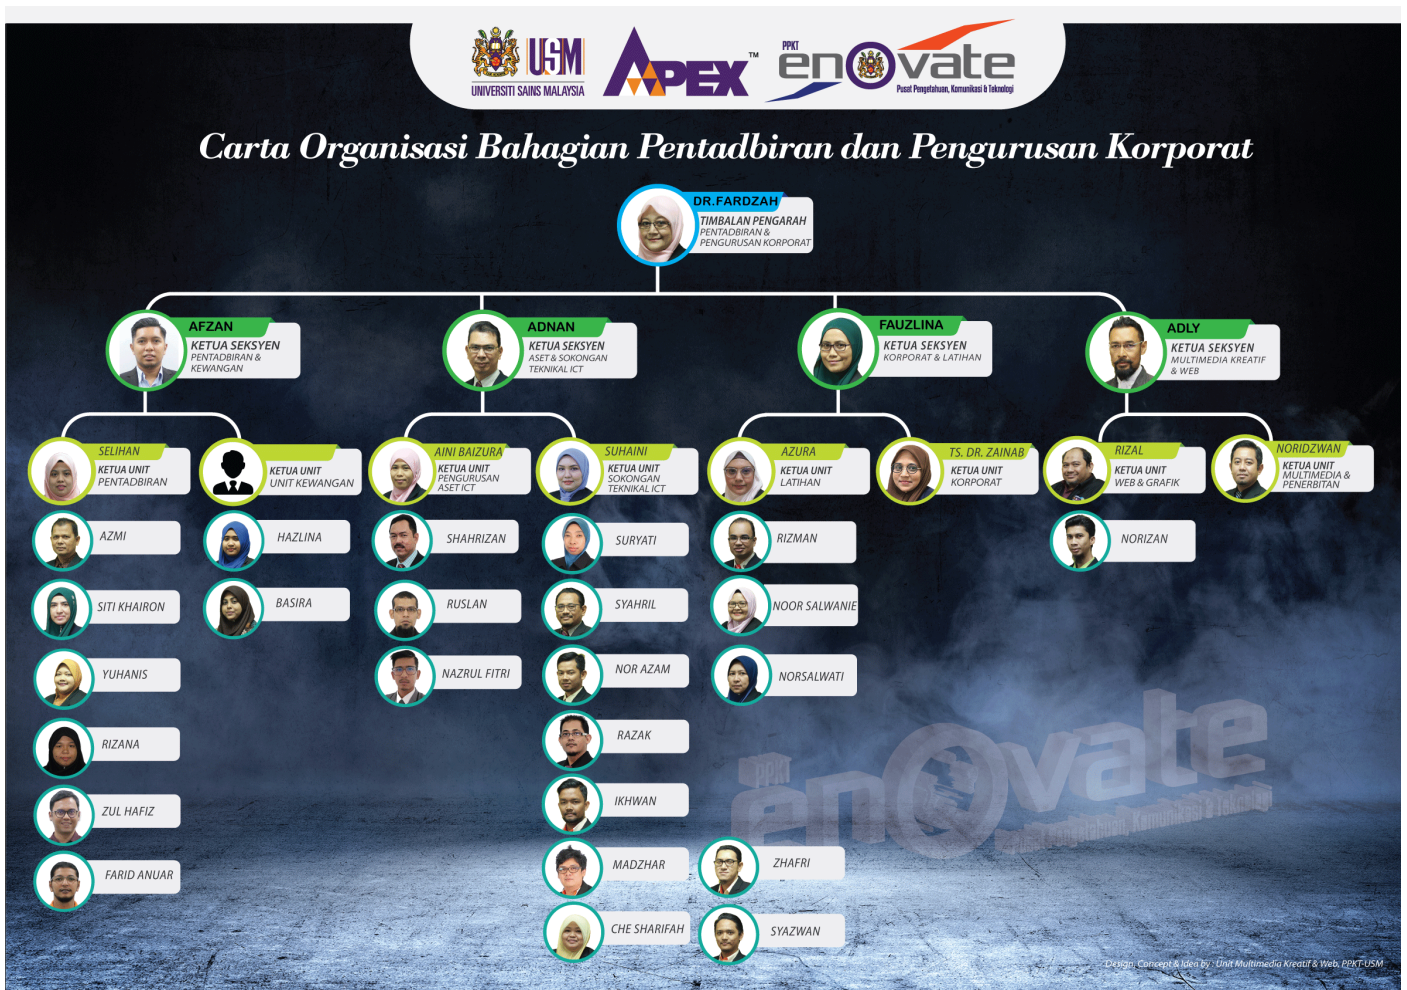 USM
UNIVERSITI SAINS MALAYSIA
APEX™
PPKT
enOvate
Pusat Pengetahuan, Komunikasi & Teknologi
Carta Organisasi Bahagian Pentadbiran dan Pengurusan Korporat
DR.FARDZAH
TIMBALAN PENGARAH
PENTADBIRAN &
PENGURUSAN KORPORAT
AFZAN
KETUA SEKSYEN
PENTADBIRAN &
KEWANGAN
ADNAN
KETUA SEKSYEN
ASET & SOKONGAN
TEKNIKAL ICT
FAUZLINA
KETUA SEKSYEN
KORPORAT & LATIHAN
ADLY
KETUA SEKSYEN
MULTIMEDIA KREATIF
& WEB
SELIHAN
KETUA UNIT
PENTADBIRAN
KETUA UNIT
UNIT KEWANGAN
AINI BAIZURA
KETUA UNIT
PENGURUSAN
ASET ICT
SUHAINI
KETUA UNIT
SOKONGAN
TEKNIKAL ICT
AZURA
KETUA UNIT
LATIHAN
TS. DR. ZAINAB
KETUA UNIT
KORPORAT
RIZAL
KETUA UNIT
WEB & GRAFIK
NORIDZWAN
KETUA UNIT
MULTIMEDIA &
PENERBITAN
AZMI
SITI KHAIRON
YUHANIS
RIZANA
ZUL HAFIZ
FARID ANUAR
HAZLINA
BASIRA
SHAHRIZAN
RUSLAN
NAZRUL FITRI
SURYATI
SYAHRIL
NOR AZAM
RAZAK
IKHWAN
MADZHAR
CHE SHARIFAH
ZHAFRI
SYAZWAN
RIZMAN
NOOR SALWANIE
NORSALWATI
NORIZAN
PPKT
enOvate
Design, Concept & Idea by : Unit Multimedia Kreatif & Web, PPKT-USM